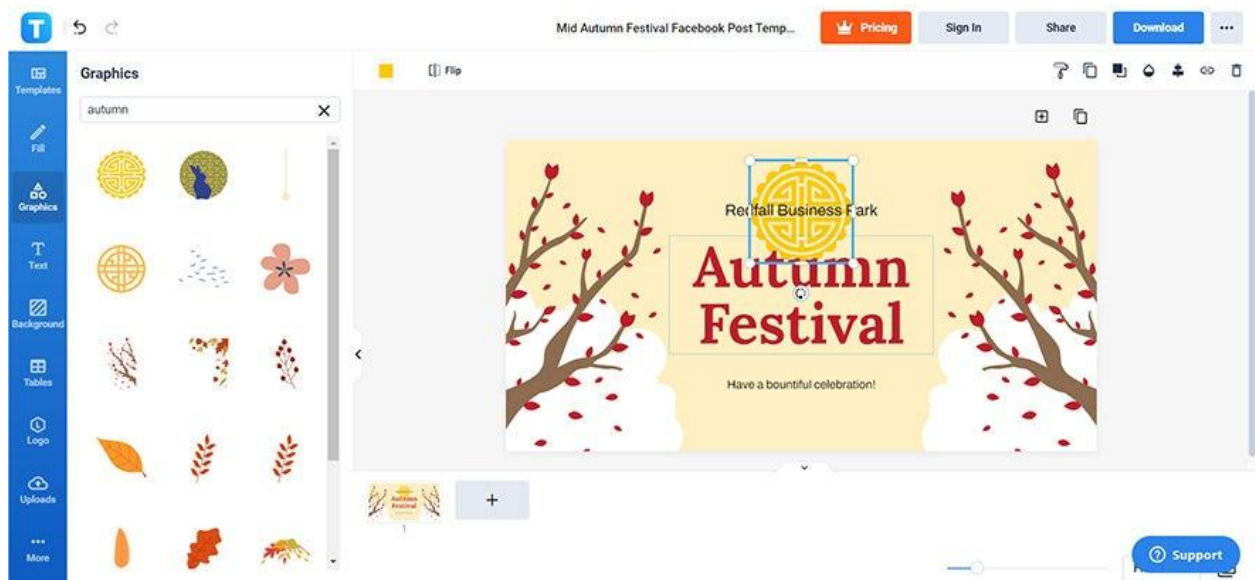 T
Mid Autumn Festival Facebook Post Temp...
Pricing
Sign In
Share
Download
Templates
Fill
Graphics
Text
Background
Tables
Logo
Uploads
More
Graphics
autumn
Flip
Redfall Business Park
Autumn
Festival
Have a bountiful celebration!
Autumn
Festival
1
Support